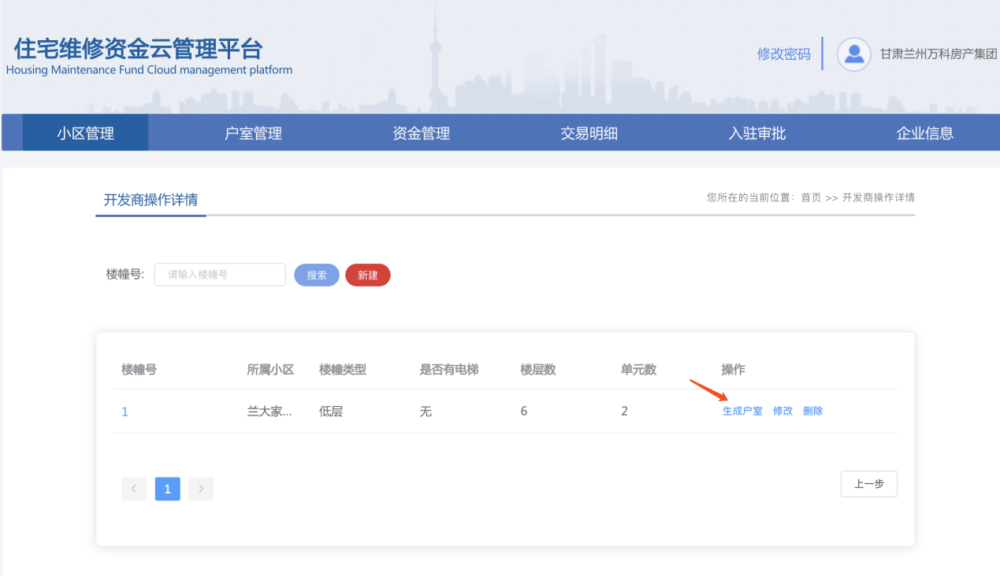 住宅维修资金云管理平台
Housing Maintenance Fund Cloud management platform
修改密码
甘肃兰州万科房产集团
小区管理 户室管理 资金管理 交易明细 入驻审批 企业信息
开发商操作详情
您所在的当前位置：首页 >> 开发商操作详情
楼幢号: 请输入楼幢号 搜索 新建
楼幢号 所属小区 楼幢类型 是否有电梯 楼层数 单元数 操作
1 兰大家... 低层 无 6 2 生成户室 修改 删除
< 1 >
上一步